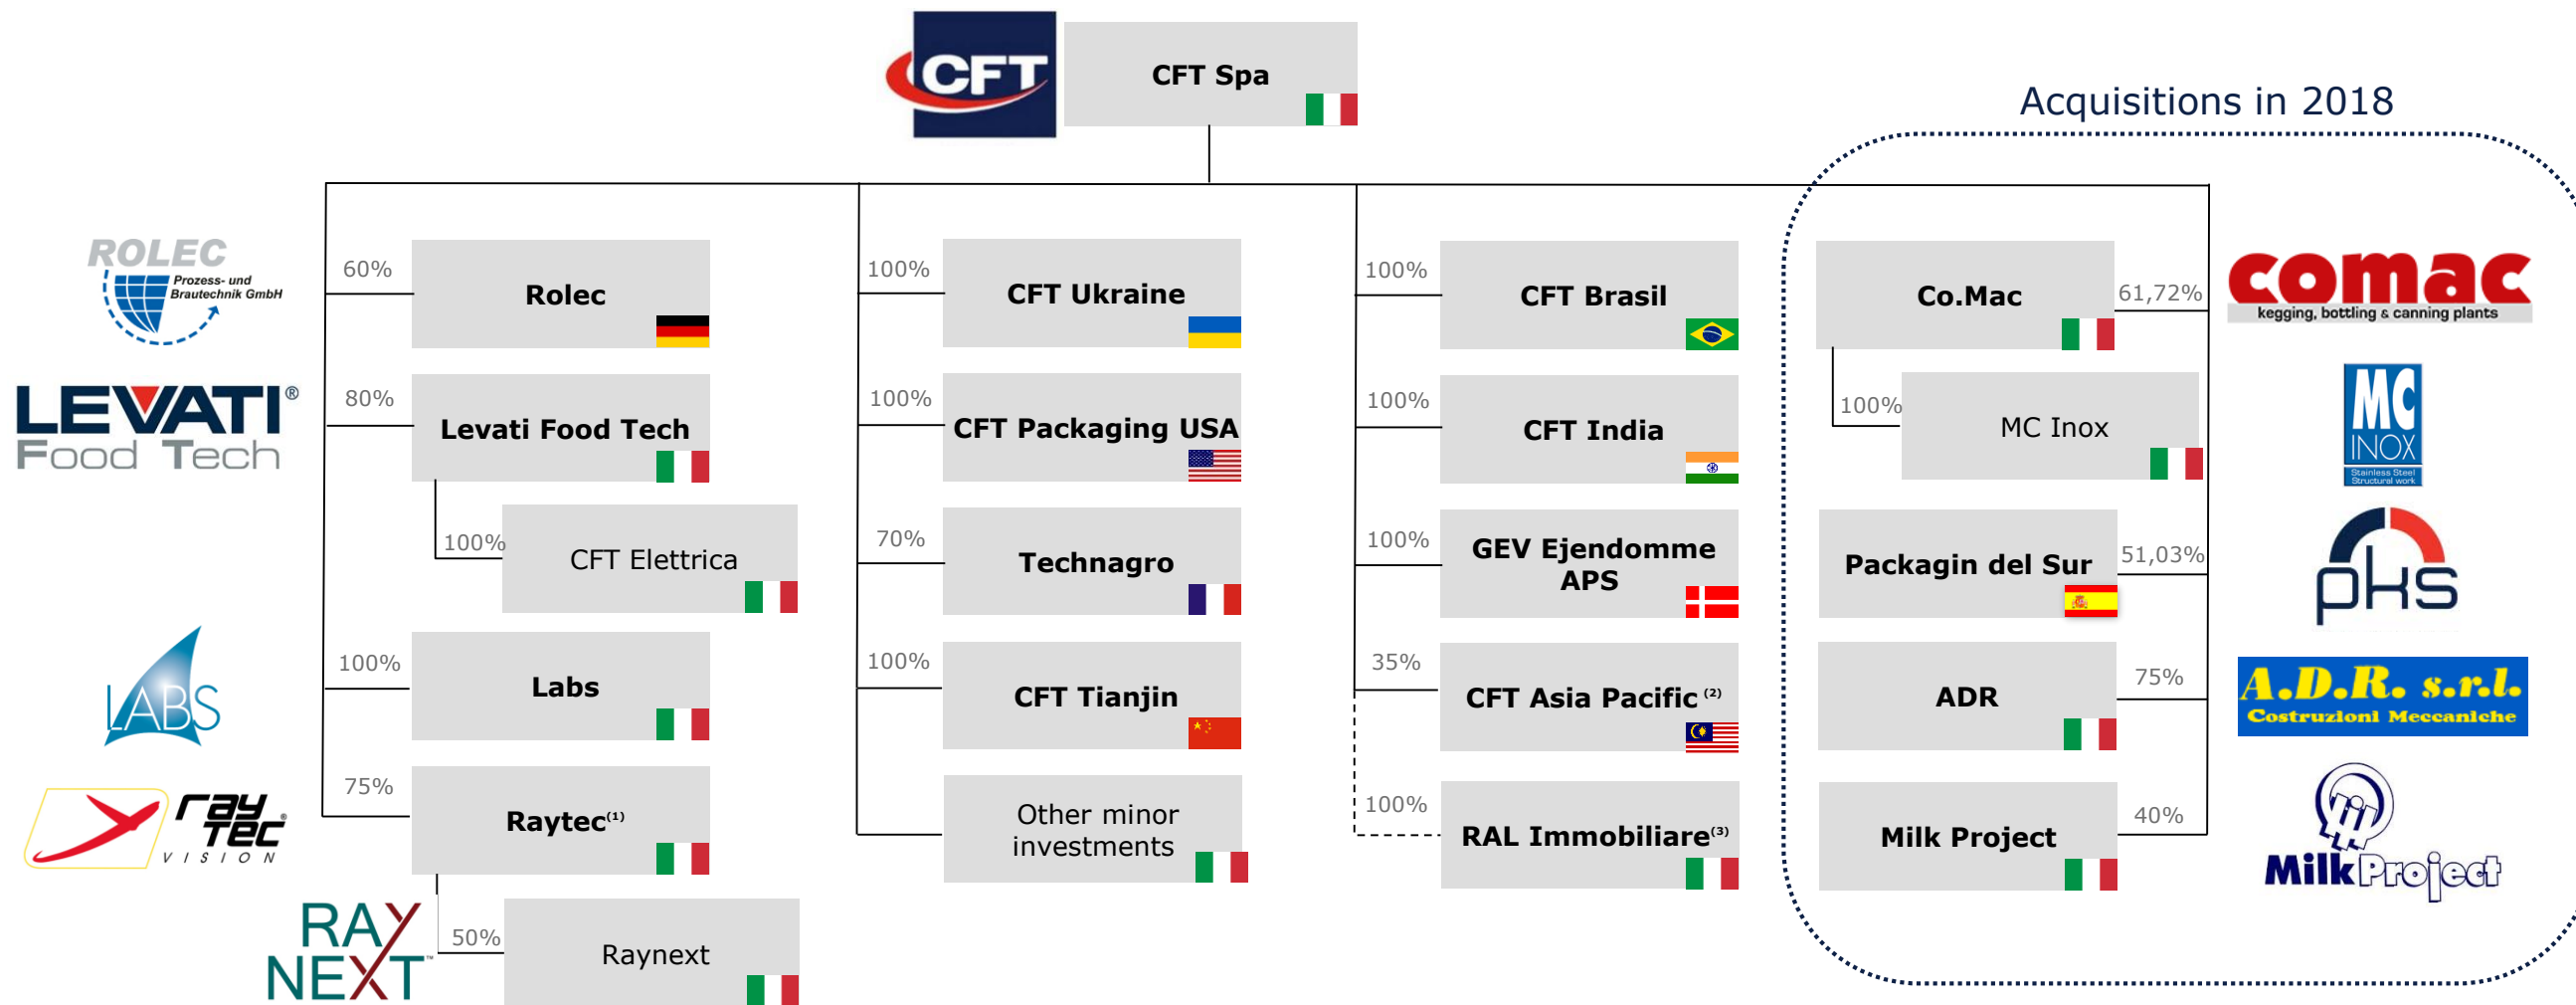 CFT
CFT Spa
Acquisitions in 2018
ROLEC
Prozess- und
Brautechnik GmbH
60%
Rolec
100%
CFT Ukraine
100%
CFT Brasil
Co.Mac
61,72%
comac
kegging, bottling & canning plants
LEVATI®
Food Tech
80%
Levati Food Tech
100%
CFT Packaging USA
100%
CFT India
100%
MC Inox
MC
INOX
Stainless Steel
Structural work
100%
CFT Elettrica
70%
Technagro
100%
GEV Ejendomme
APS
Packagin del Sur
51,03%
pks
LABS
100%
Labs
100%
CFT Tianjin
35%
CFT Asia Pacific (2)
ADR
75%
A.D.R. s.r.l.
Costruzioni Meccaniche
ray
TEC®
VISION
75%
Raytec(1)
Other minor
investments
100%
RAL Immobiliare(3)
Milk Project
40%
MilkProject
RAY
NEXT™
50%
Raynext